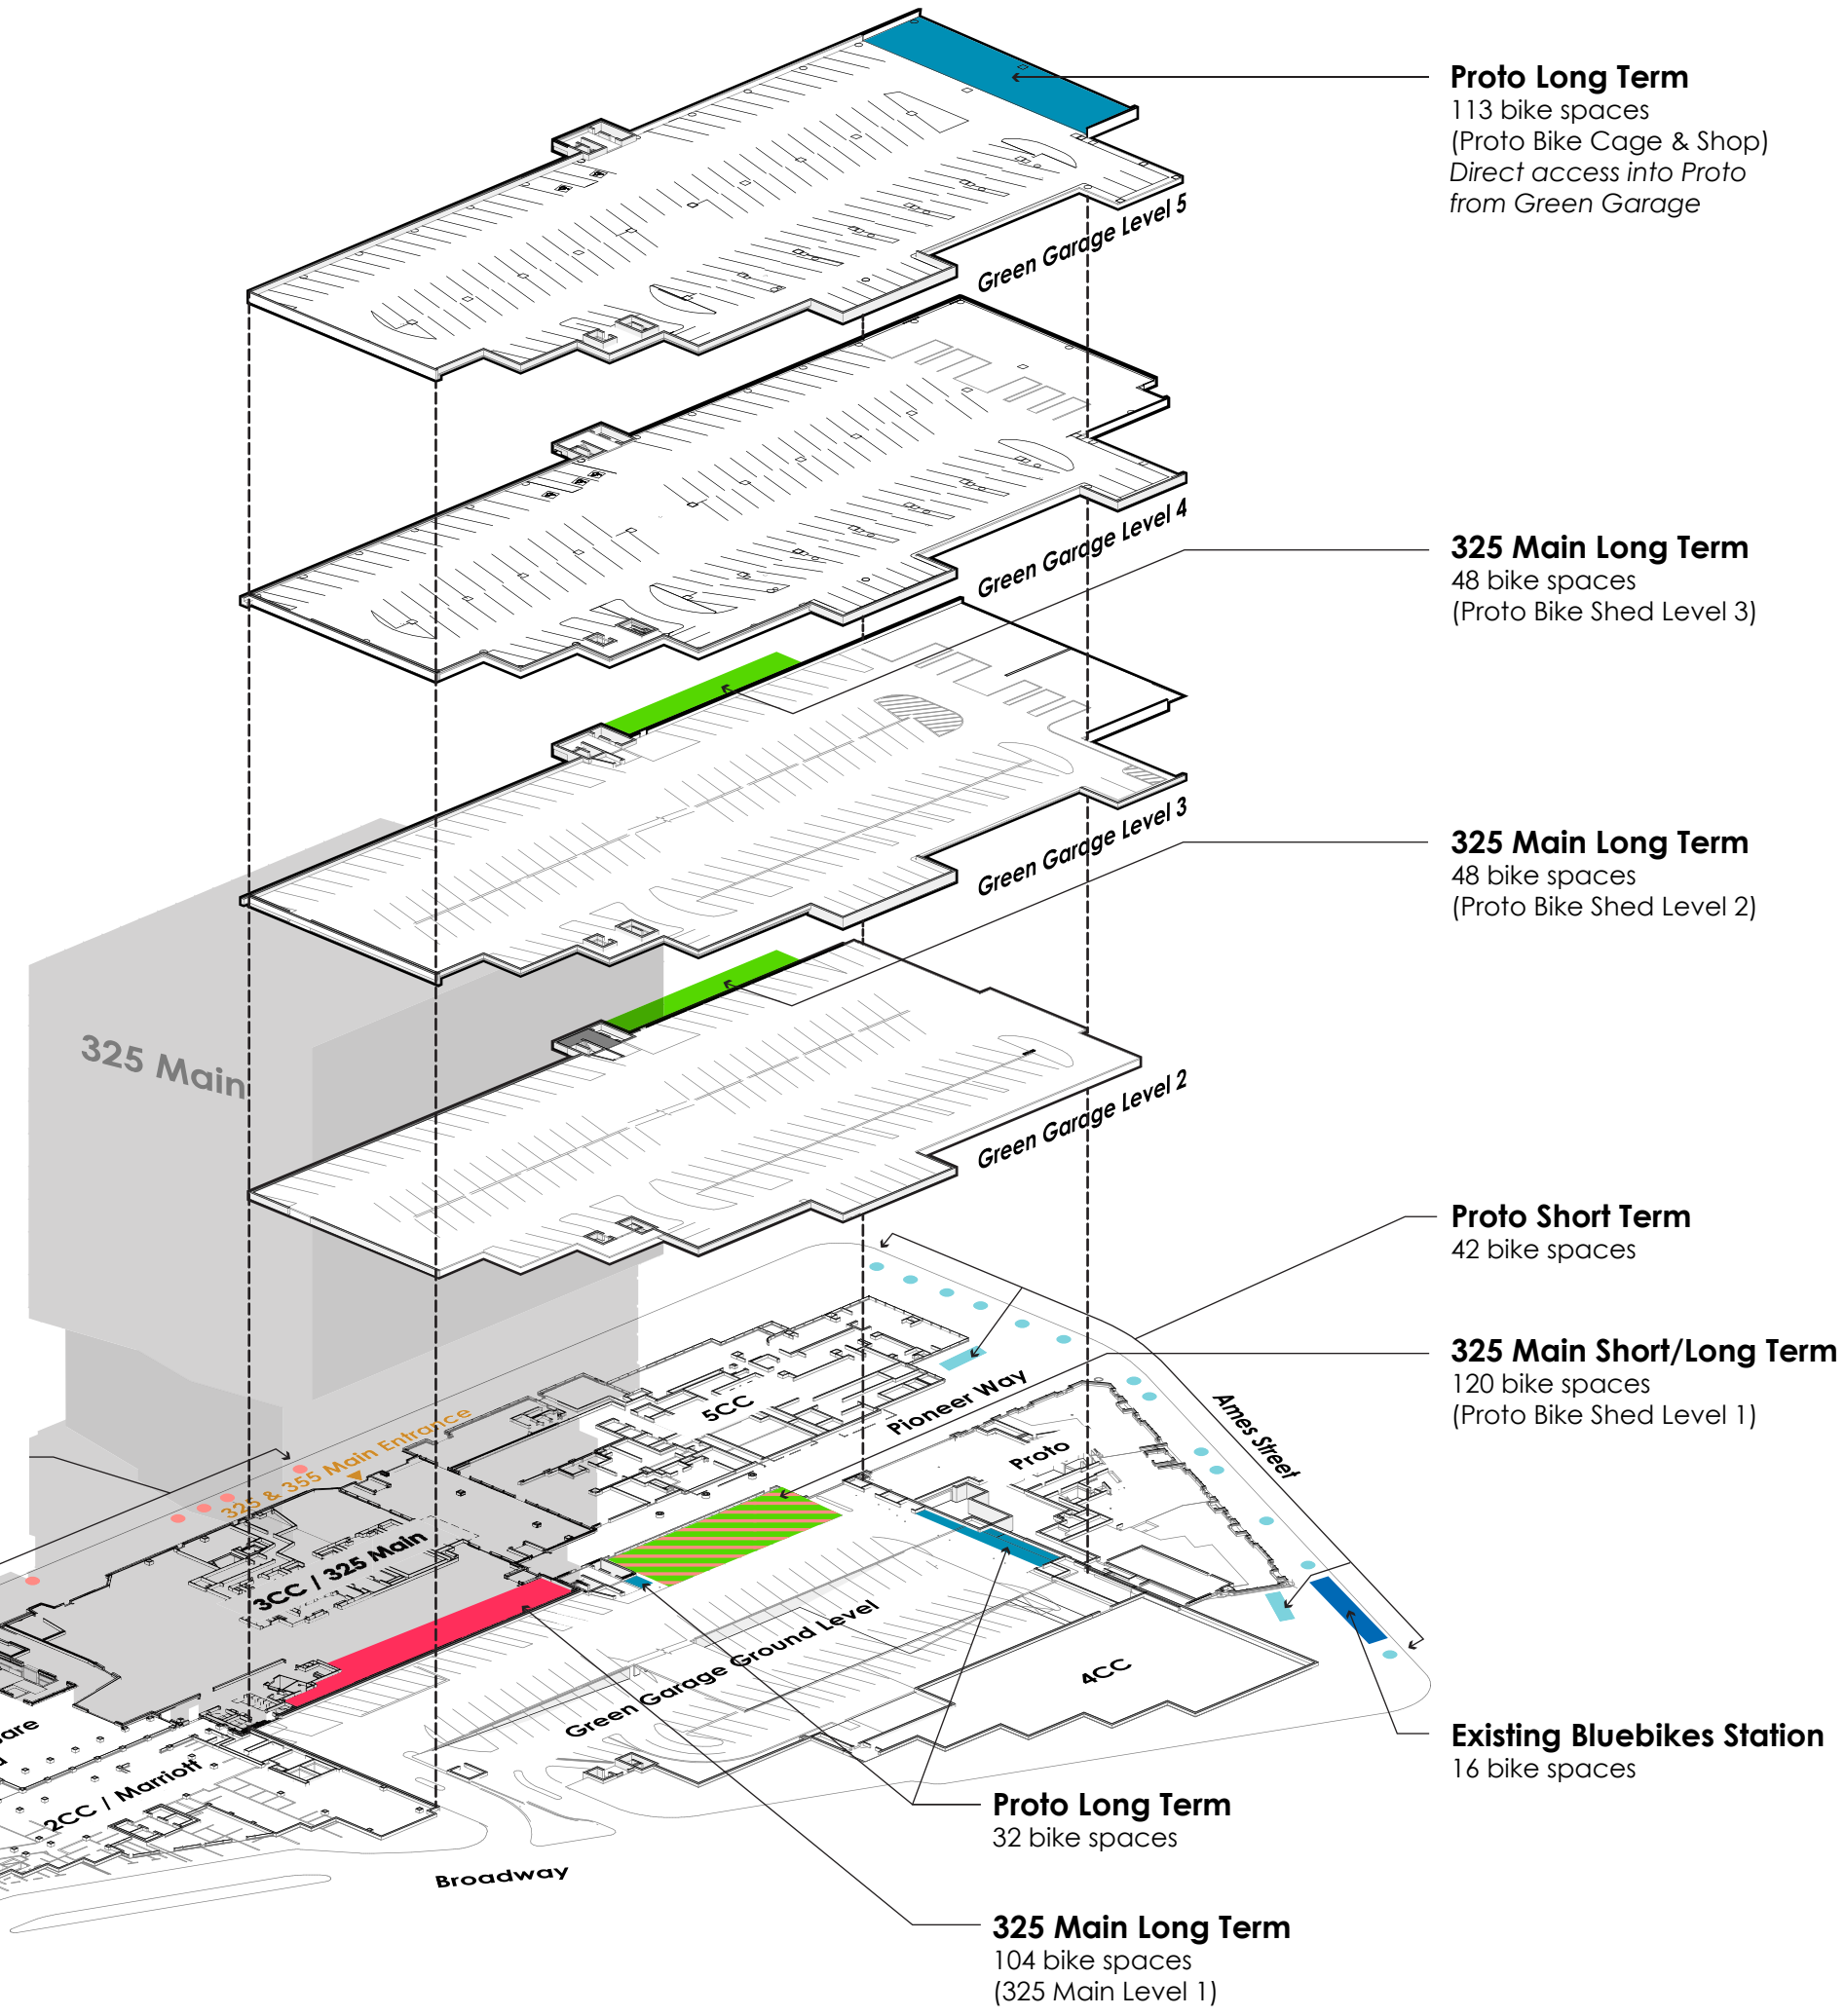 Proto Long Term
113 bike spaces
(Proto Bike Cage & Shop)
Direct access into Proto
from Green Garage
Green Garage Level 5
Green Garage Level 4
325 Main Long Term
48 bike spaces
(Proto Bike Shed Level 3)
Green Garage Level 3
325 Main Long Term
48 bike spaces
(Proto Bike Shed Level 2)
325 Main
Green Garage Level 2
Proto Short Term
42 bike spaces
325 Main Short/Long Term
120 bike spaces
(Proto Bike Shed Level 1)
5CC
Pioneer Way
Ames Street
Proto
325 & 355 Main Entrance
3CC / 325 Main
Green Garage Ground Level
4CC
2CC / Marriott
Existing Bluebikes Station
16 bike spaces
Proto Long Term
32 bike spaces
Broadway
325 Main Long Term
104 bike spaces
(325 Main Level 1)